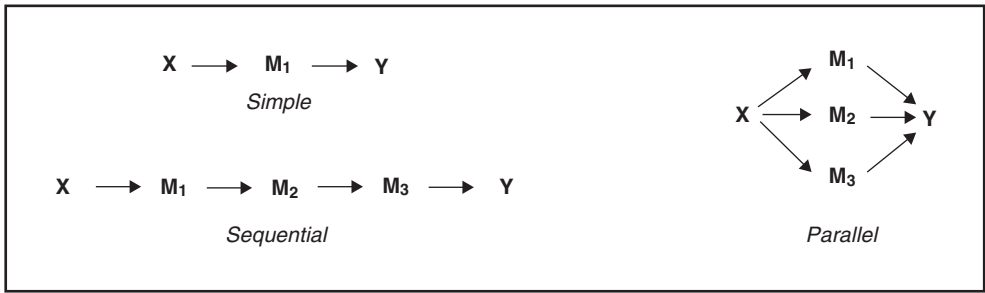 X M1 Y
Simple
X M1 M2 M3 Y
Sequential
M1
X M2 Y
M3
Parallel